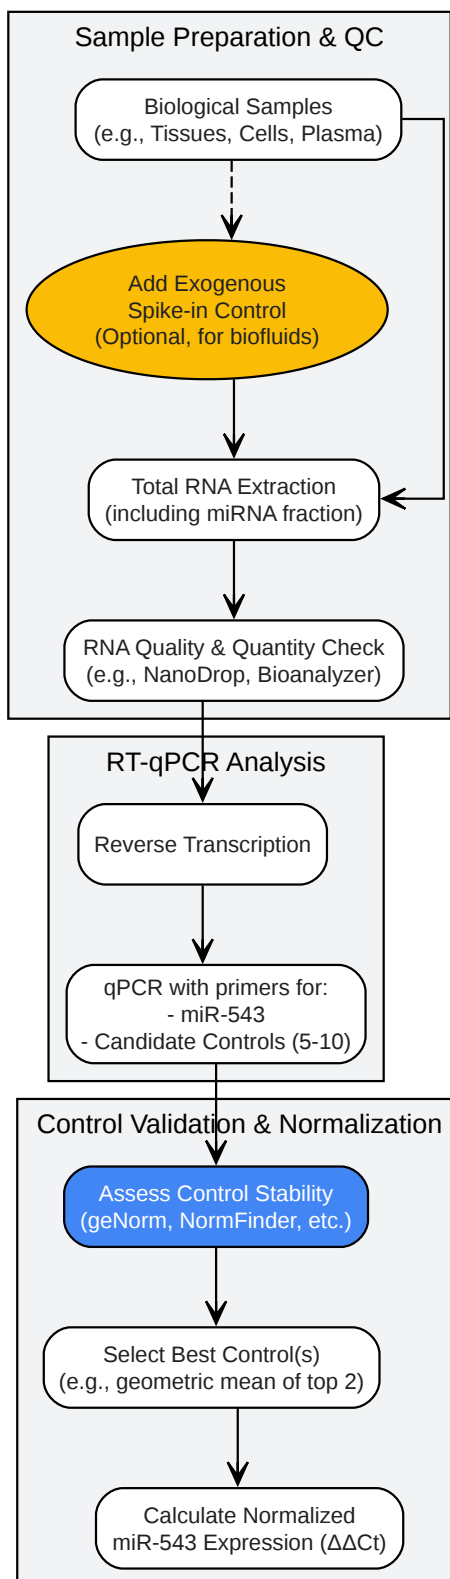 Sample Preparation & QC
Biological Samples
(e.g., Tissues, Cells, Plasma)
Add Exogenous
Spike-in Control
(Optional, for biofluids)
Total RNA Extraction
(including miRNA fraction)
RNA Quality & Quantity Check
(e.g., NanoDrop, Bioanalyzer)
RT-qPCR Analysis
Reverse Transcription
qPCR with primers for:
- miR-543
- Candidate Controls (5-10)
Control Validation & Normalization
Assess Control Stability
(geNorm, NormFinder, etc.)
Select Best Control(s)
(e.g., geometric mean of top 2)
Calculate Normalized
miR-543 Expression (ΔΔCt)